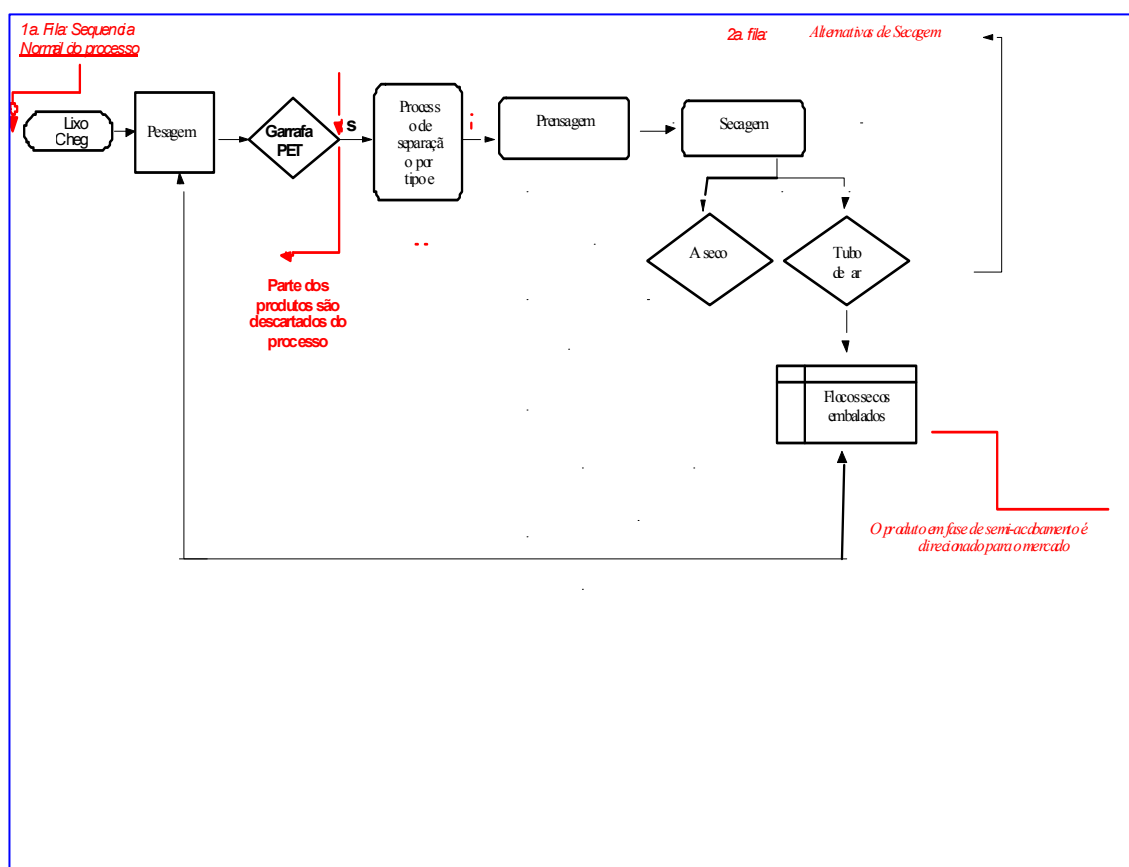 1a. Fila: Sequencia
Normal do processo
2a. fila:
Alternativas de Secagem
Lixo
Cheg
Pesagem
Garrafa
PET
s
Process
o de
separaçã
o por
tipo e
Prensagem
Secagem
A seco
Tubo
de ar
Parte dos
produtos são
descartados do
processo
Flocos secos
embalados
O produto em fase de semi-acabamento é
direcionado para o mercado